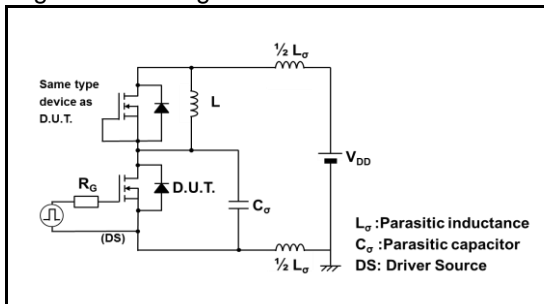 ½ Lσ
Same type
device as
D.U.T.
L
VDD
RG
D.U.T.
Cσ
(DS)
½ Lσ
Lσ :Parasitic inductance
Cσ :Parasitic capacitor
DS: Driver Source